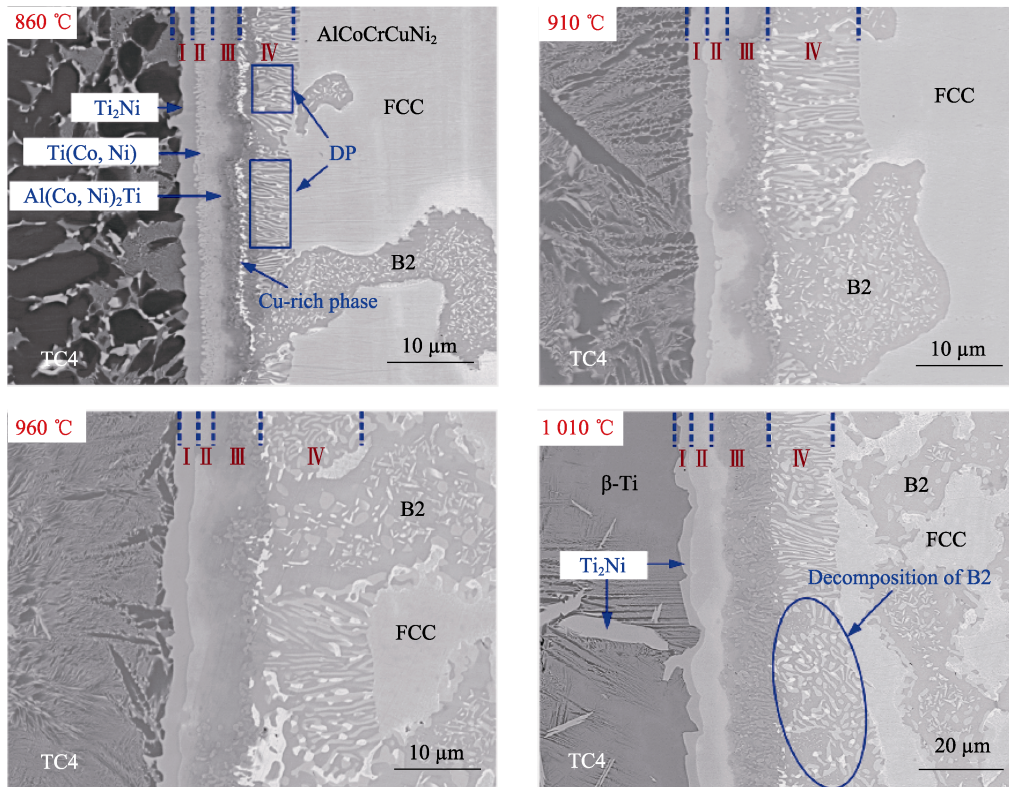 860 ℃
AlCoCrCuNi₂
Ⅰ Ⅱ Ⅲ Ⅳ
FCC
Ti₂Ni
Ti(Co, Ni)
DP
Al(Co, Ni)₂Ti
B2
Cu-rich phase
TC4
10 μm
910 ℃
Ⅰ Ⅱ Ⅲ Ⅳ
FCC
B2
TC4
10 μm
960 ℃
Ⅰ Ⅱ Ⅲ Ⅳ
B2
FCC
TC4
10 μm
1 010 ℃
Ⅰ Ⅱ Ⅲ Ⅳ
β-Ti
B2
FCC
Ti₂Ni
Decomposition of B2
TC4
20 μm